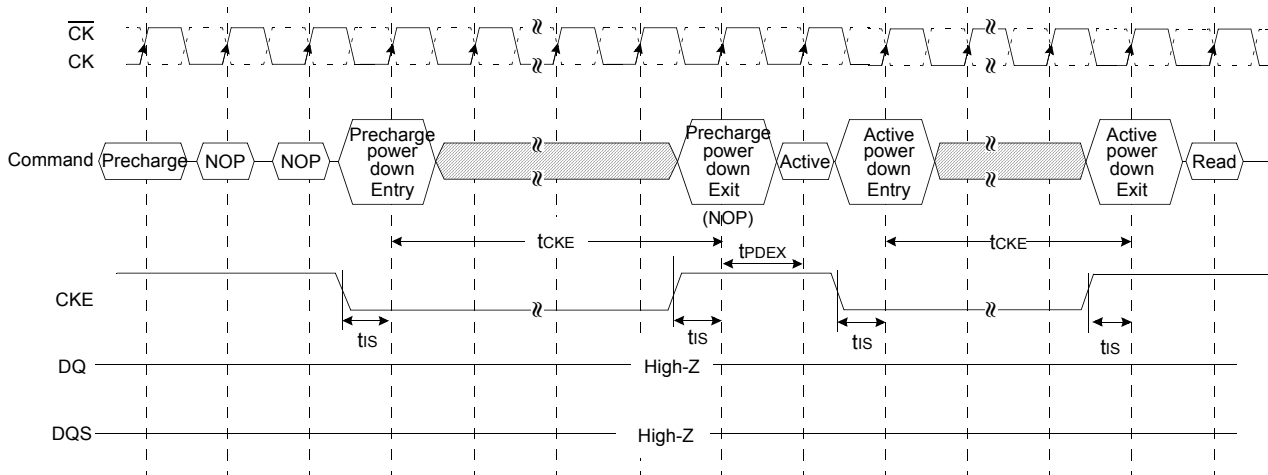 CK
CK
Command
Precharge
NOP
NOP
Precharge
power
down
Entry
Precharge
power
down
Exit
(NOP)
Active
Active
power
down
Entry
Active
power
down
Exit
Read
tCKE
tPDEX
tCKE
CKE
tIS
tIS
tIS
tIS
DQ
High-Z
DQS
High-Z